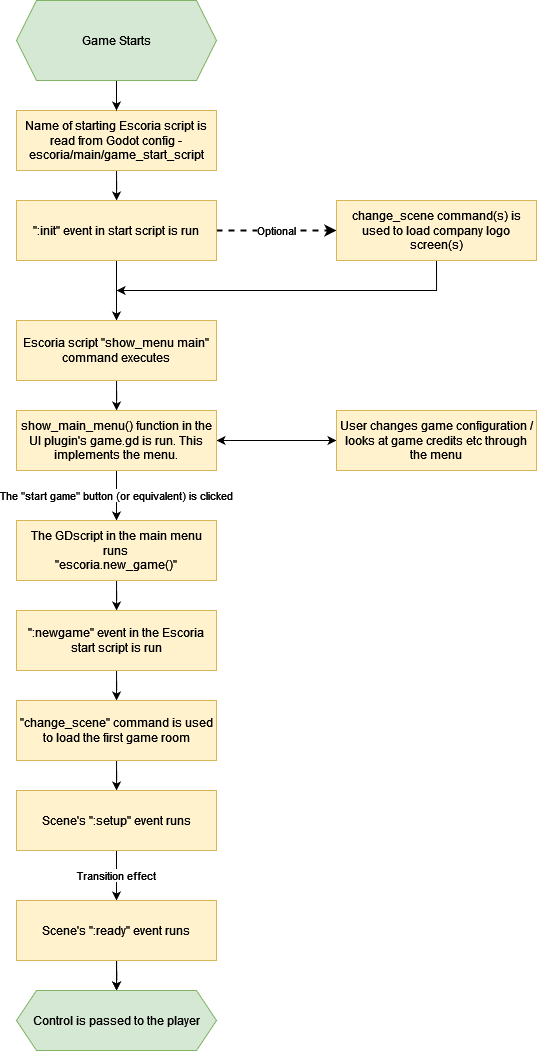 Game Starts
Name of starting Escoria script is
read from Godot config -
escoria/main/game_start_script
":init" event in start script is run
Optional
change_scene command(s) is
used to load company logo
screen(s)
Escoria script "show_menu main"
command executes
show_main_menu() function in the
UI plugin's game.gd is run. This
implements the menu.
User changes game configuration /
looks at game credits etc through
the menu
The "start game" button (or equivalent) is clicked
The GDscript in the main menu
runs
"escoria.new_game()"
":newgame" event in the Escoria
start script is run
"change_scene" command is used
to load the first game room
Scene's ":setup" event runs
Transition effect
Scene's ":ready" event runs
Control is passed to the player